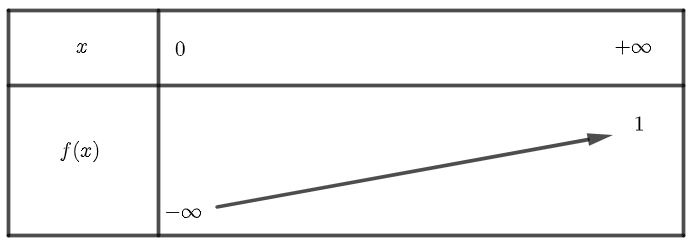 x 0 +∞
1
f(x)
−∞